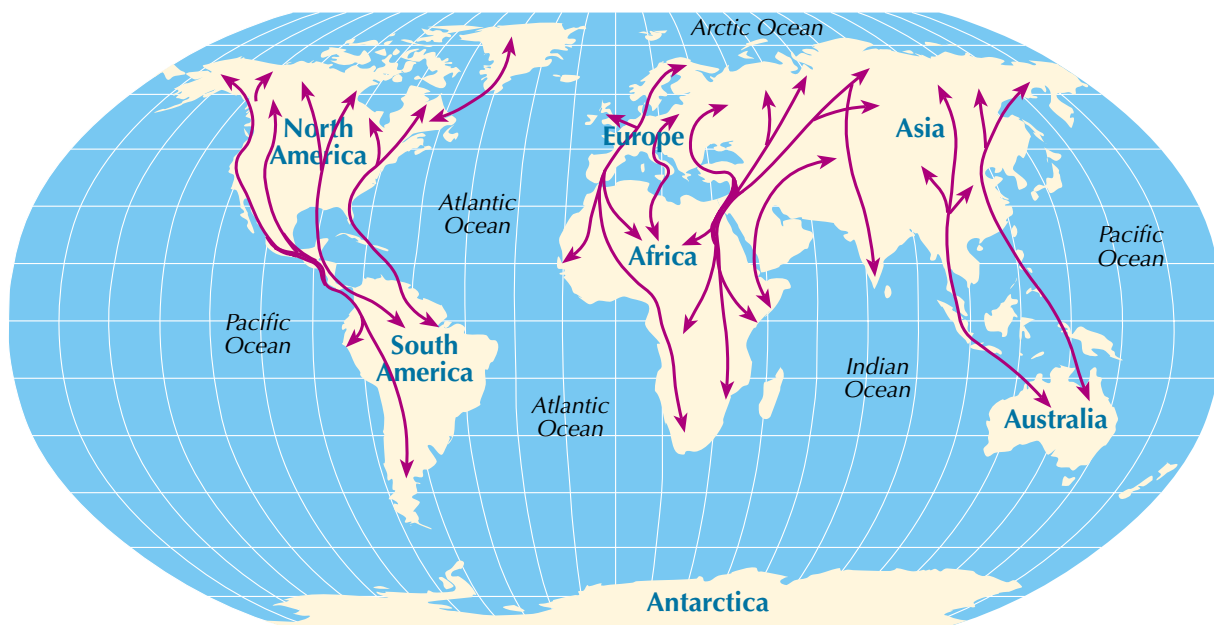 Arctic Ocean
North
America
Europe
Asia
Atlantic
Ocean
Africa
Pacific
Ocean
Pacific
Ocean
South
America
Indian
Ocean
Atlantic
Ocean
Australia
Antarctica